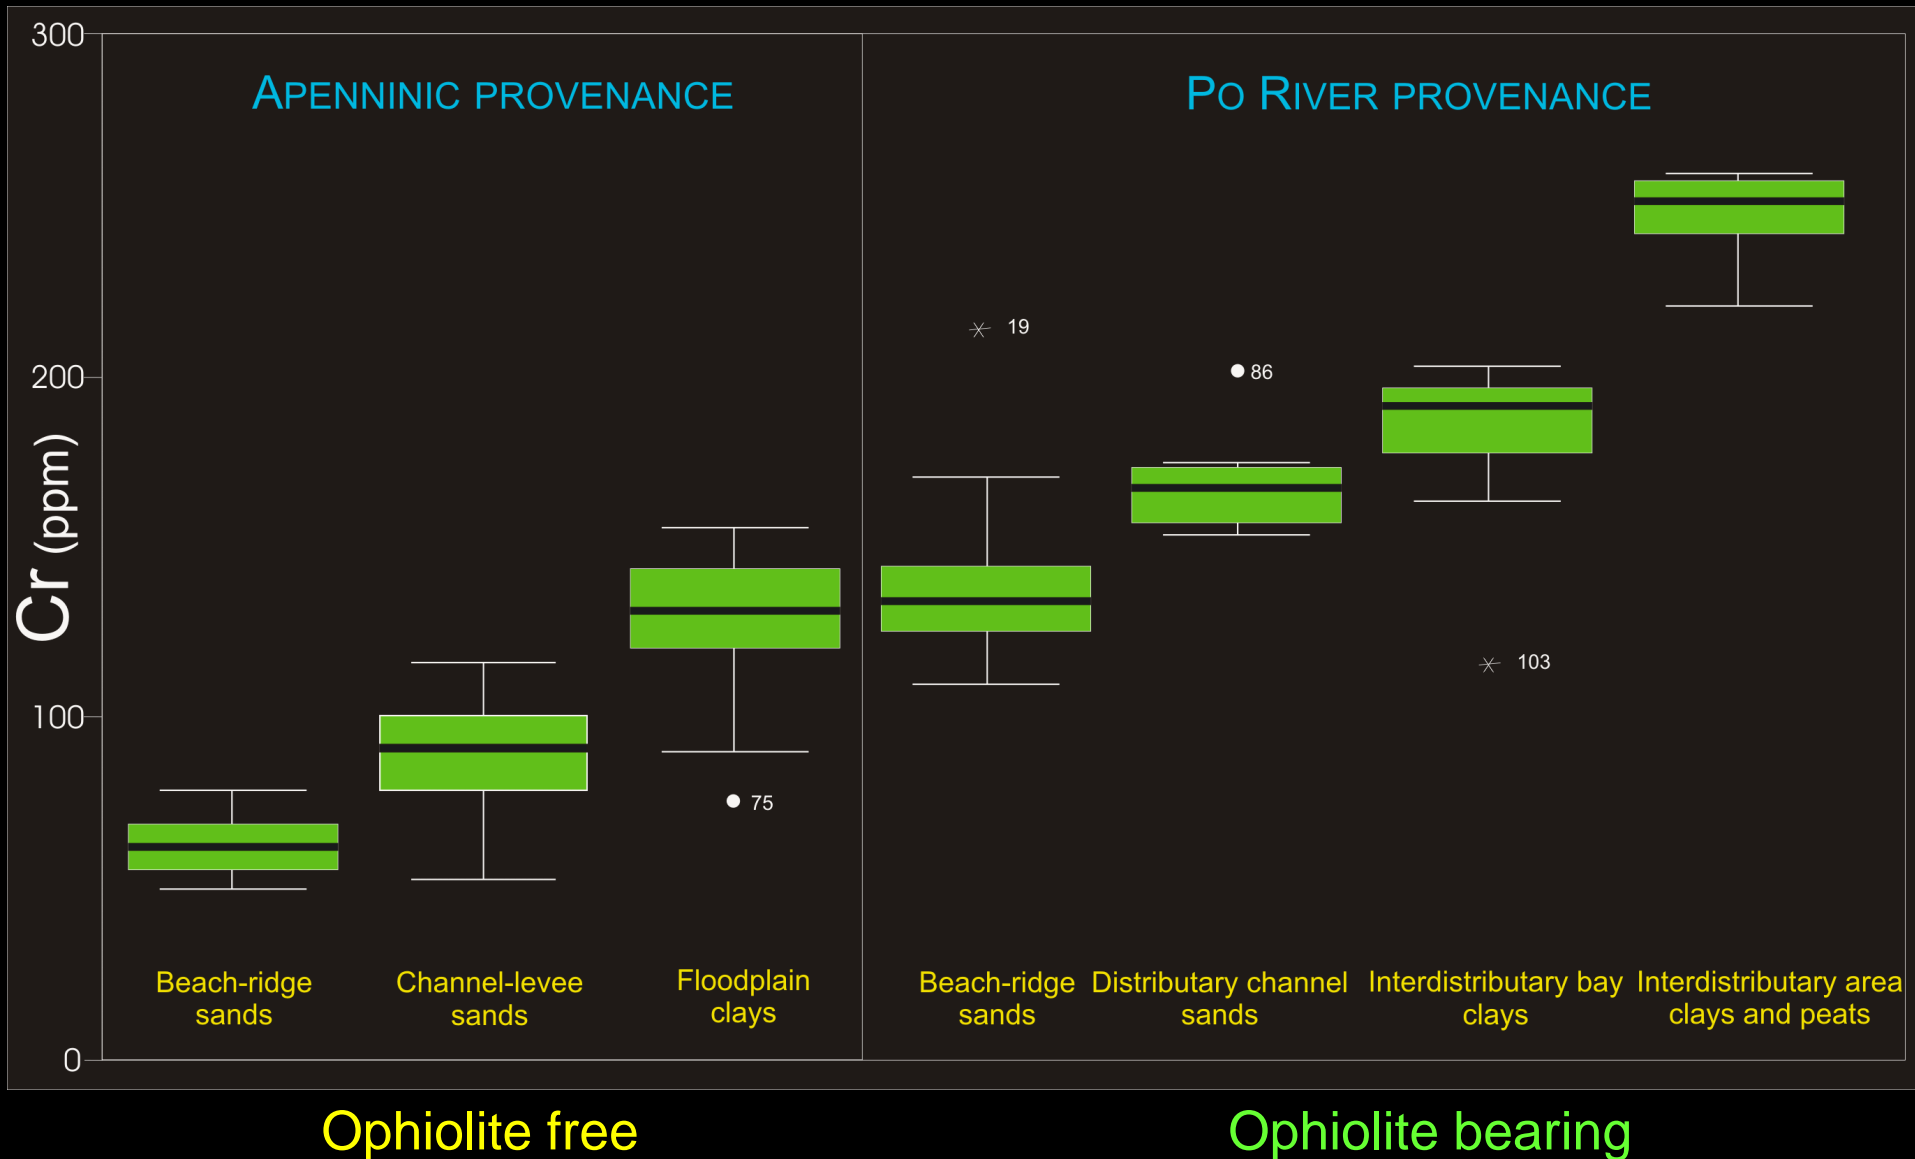 300
APENNINIC PROVENANCE
PO RIVER PROVENANCE
19
200
86
Cr (ppm)
103
100
75
Beach-ridge
sands
Channel-levee
sands
Floodplain
clays
Beach-ridge
sands
Distributary channel
sands
Interdistributary bay
clays
Interdistributary area
clays and peats
0
Ophiolite free
Ophiolite bearing